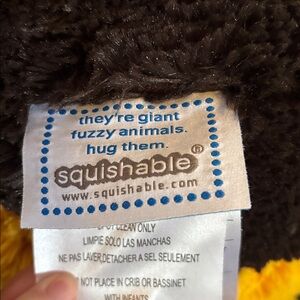 they're giant
fuzzy animals.
hug them.
squishable®
www.squishable.com
SPOT CLEAN ONLY
LIMPIE SOLO LAS MANCHAS
NE PAS LAVER,DETACHER A SEL SEULEMENT
NOT PLACE IN CRIB OR BASSINET
WITH INFANTS